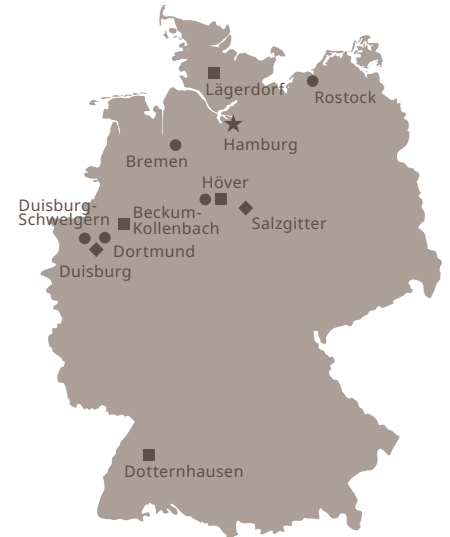 Lägerdorf
Rostock
Hamburg
Bremen
Höver
Duisburg-
Schwelgern
Beckum-
Kollenbach
Salzgitter
Dortmund
Duisburg
Dotternhausen